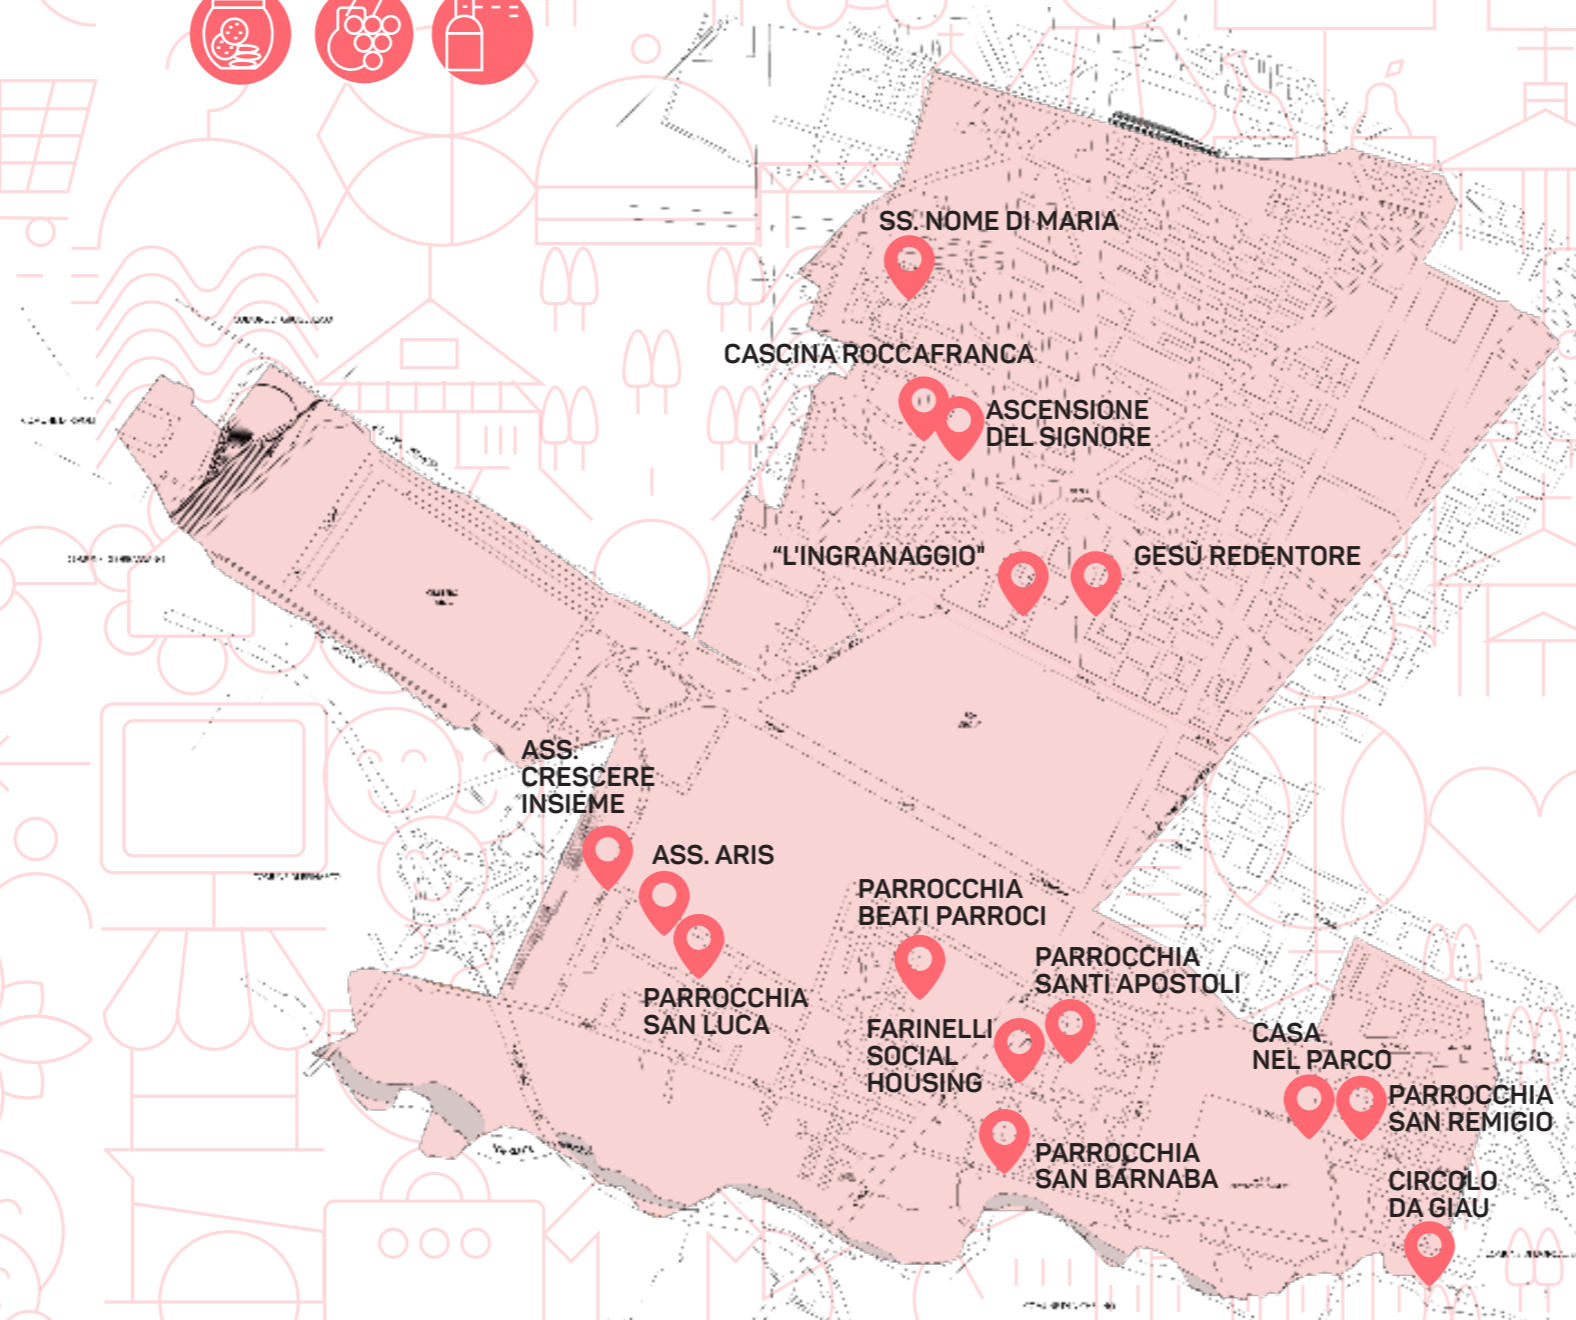 SS. NOME DI MARIA
CASCINA ROCCAFRANCA
ASCENSIONE
DEL SIGNORE
“L'INGRANAGGIO”
GESÙ REDENTORE
ASS.
CRESCERE
INSIEME
ASS. ARIS
PARROCCHIA
SAN LUCA
PARROCCHIA
BEATI PARROCI
PARROCCHIA
SANTI APOSTOLI
FARINELLI
SOCIAL
HOUSING
PARROCCHIA
SAN BARNABA
CASA
NEL PARCO
PARROCCHIA
SAN REMIGIO
CIRCOLO
DA GIAU